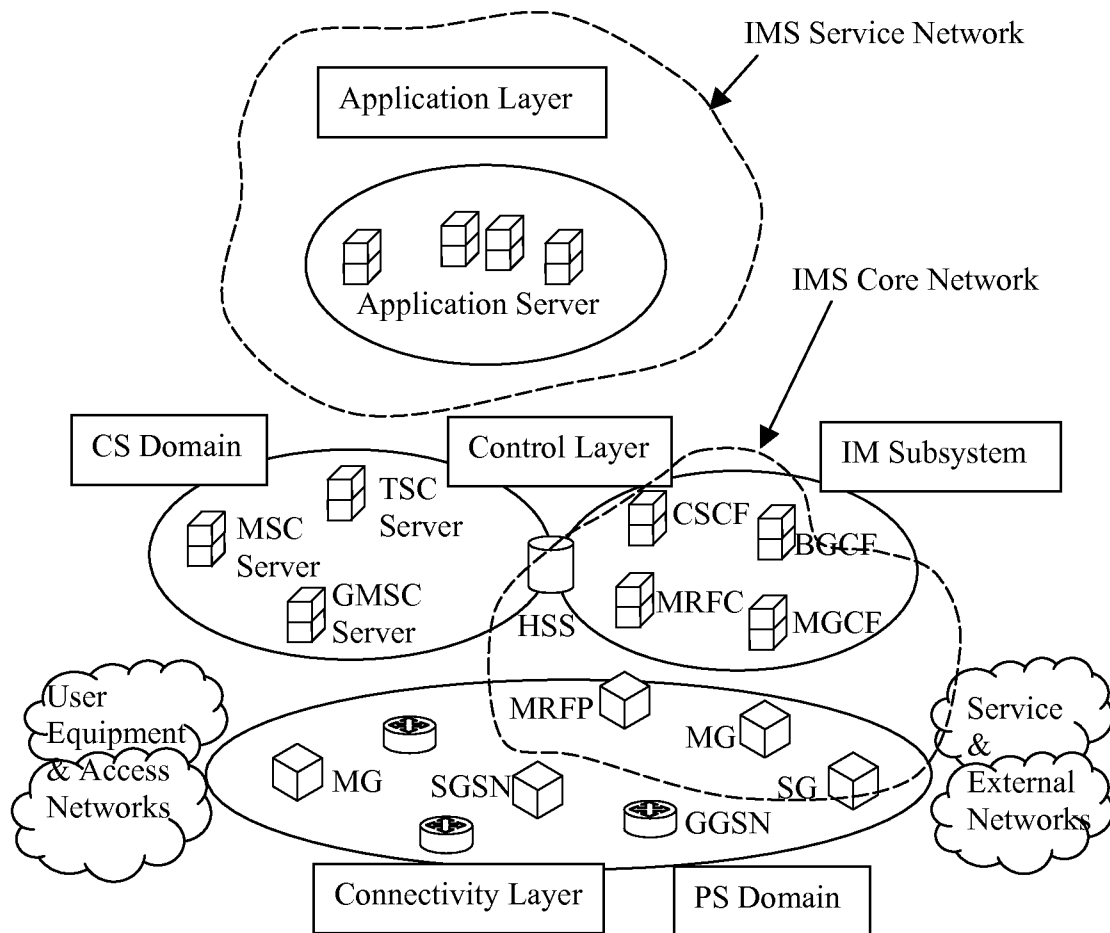 IMS Service Network
Application Layer
Application Server
IMS Core Network
CS Domain
Control Layer
IM Subsystem
TSC
Server
MSC
Server
GMSC
Server
HSS
CSCF
BGCF
MRFC
MGCF
User
Equipment
& Access
Networks
MRFP
MG
MG
SGSN
SG
GGSN
Service
&
External
Networks
Connectivity Layer
PS Domain